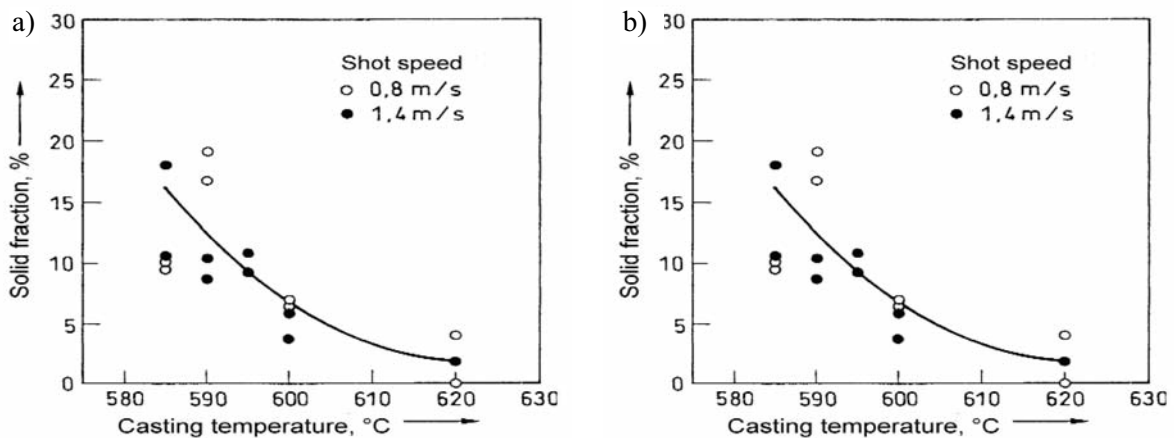 a)
30
25
20
15
10
5
0
Solid fraction, %
Shot speed
0,8 m/s
1,4 m/s
580 590 600 610 620 630
Casting temperature, °C
b)
30
25
20
15
10
5
0
Solid fraction, %
Shot speed
0,8 m/s
1,4 m/s
580 590 600 610 620 630
Casting temperature, °C